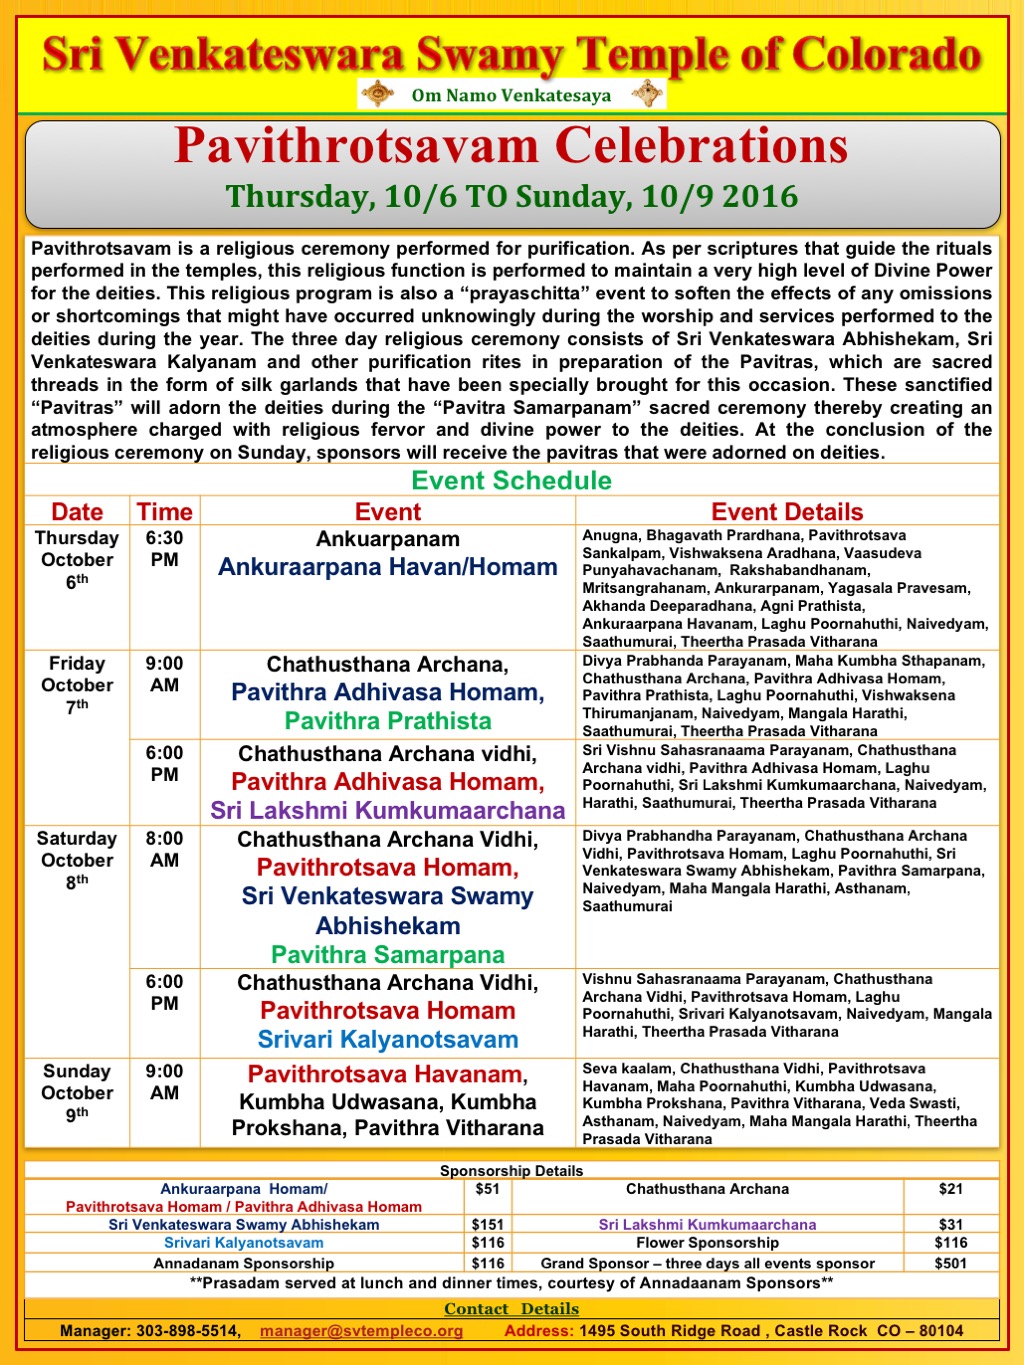 Sri Venkateswara Swamy Temple of Colorado
Om Namo Venkatesaya
Pavithrotsavam Celebrations
Thursday, 10/6 TO Sunday, 10/9 2016
Pavithrotsavam is a religious ceremony performed for purification. As per scriptures that guide the rituals
performed in the temples, this religious function is performed to maintain a very high level of Divine Power
for the deities. This religious program is also a “prayaschitta” event to soften the effects of any omissions
or shortcomings that might have occurred unknowingly during the worship and services performed to the
deities during the year. The three day religious ceremony consists of Sri Venkateswara Abhishekam, Sri
Venkateswara Kalyanam and other purification rites in preparation of the Pavitras, which are sacred
threads in the form of silk garlands that have been specially brought for this occasion. These sanctified
“Pavitras” will adorn the deities during the “Pavitra Samarpanam” sacred ceremony thereby creating an
atmosphere charged with religious fervor and divine power to the deities. At the conclusion of the
religious ceremony on Sunday, sponsors will receive the pavitras that were adorned on deities.
Event Schedule
Date Time Event Event Details
Thursday
October
6th
6:30
PM
Ankuarpanam
Ankuraarpana Havan/Homam
Anugna, Bhagavath Prardhana, Pavithrotsava
Sankalpam, Vishwaksena Aradhana, Vaasudeva
Punyahavachanam, Rakshabandhanam,
Mritsangrahanam, Ankurarpanam, Yagasala Pravesam,
Akhanda Deeparadhana, Agni Prathista,
Ankuraarpana Havanam, Laghu Poornahuthi, Naivedyam,
Saathumurai, Theertha Prasada Vitharana
Friday
October
7th
9:00
AM
Chathusthana Archana,
Pavithra Adhivasa Homam,
Pavithra Prathista
Divya Prabhanda Parayanam, Maha Kumbha Sthapanam,
Chathusthana Archana, Pavithra Adhivasa Homam,
Pavithra Prathista, Laghu Poornahuthi, Vishwaksena
Thirumanjanam, Naivedyam, Mangala Harathi,
Saathumurai, Theertha Prasada Vitharana
6:00
PM
Chathusthana Archana vidhi,
Pavithra Adhivasa Homam,
Sri Lakshmi Kumkumaarchana
Sri Vishnu Sahasranaama Parayanam, Chathusthana
Archana vidhi, Pavithra Adhivasa Homam, Laghu
Poornahuthi, Sri Lakshmi Kumkumaarchana, Naivedyam,
Harathi, Saathumurai, Theertha Prasada Vitharana
Saturday
October
8th
8:00
AM
Chathusthana Archana Vidhi,
Pavithrotsava Homam,
Sri Venkateswara Swamy
Abhishekam
Pavithra Samarpana
Divya Prabhandha Parayanam, Chathusthana Archana
Vidhi, Pavithrotsava Homam, Laghu Poornahuthi, Sri
Venkateswara Swamy Abhishekam, Pavithra Samarpana,
Naivedyam, Maha Mangala Harathi, Asthanam,
Saathumurai
6:00
PM
Chathusthana Archana Vidhi,
Pavithrotsava Homam
Srivari Kalyanotsavam
Vishnu Sahasranaama Parayanam, Chathusthana
Archana Vidhi, Pavithrotsava Homam, Laghu
Poornahuthi, Srivari Kalyanotsavam, Naivedyam, Mangala
Harathi, Theertha Prasada Vitharana
Sunday
October
9th
9:00
AM
Pavithrotsava Havanam,
Kumbha Udwasana, Kumbha
Prokshana, Pavithra Vitharana
Seva kaalam, Chathusthana Vidhi, Pavithrotsava
Havanam, Maha Poornahuthi, Kumbha Udwasana,
Kumbha Prokshana, Pavithra Vitharana, Veda Swasti,
Asthanam, Naivedyam, Maha Mangala Harathi, Theertha
Prasada Vitharana
Sponsorship Details
Ankuraarpana Homam/
Pavithrotsava Homam / Pavithra Adhivasa Homam
$51
Chathusthana Archana $21
Sri Venkateswara Swamy Abhishekam $151 Sri Lakshmi Kumkumaarchana $31
Srivari Kalyanotsavam $116 Flower Sponsorship $116
Annadanam Sponsorship $116 Grand Sponsor – three days all events sponsor $501
**Prasadam served at lunch and dinner times, courtesy of Annadaanam Sponsors**
Contact Details
Manager: 303-898-5514, manager@svtempleco.org Address: 1495 South Ridge Road , Castle Rock CO – 80104